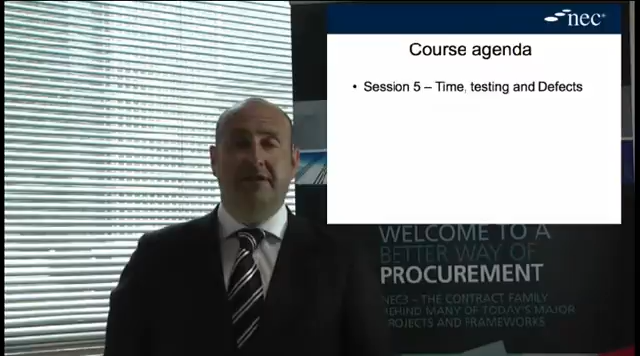 nec
Course agenda
• Session 5 – Time, testing and Defects
WELCOME TO A
BETTER WAY OF
PROCUREMENT
NEC3 – THE CONTRACT FAMILY
BEHIND MANY OF TODAY'S MAJOR
PROJECTS AND FRAMEWORKS